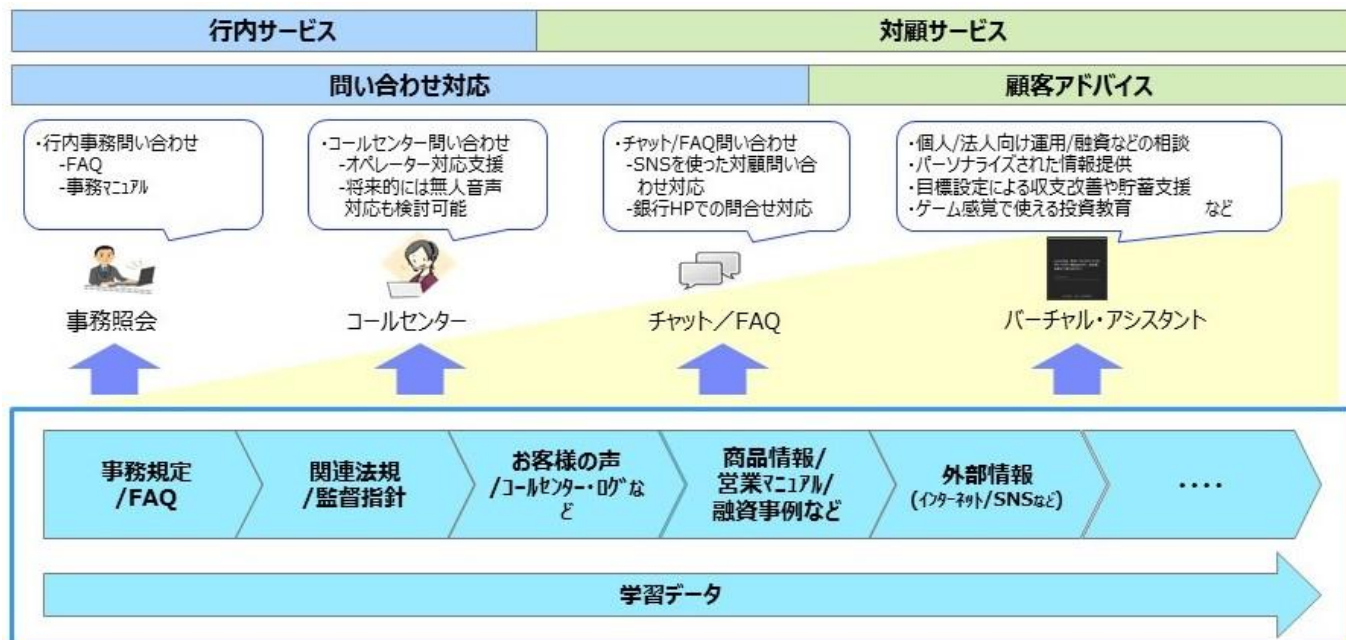 行内サービス
対顧サービス
問い合わせ対応
顧客アドバイス
・行内事務問い合わせ
-FAQ
-事務ﾏﾆｭｱﾙ
・コールセンター問い合わせ
-オペレーター対応支援
-将来的には無人音声
対応も検討可能
・チャット/FAQ問い合わせ
-SNSを使った対顧問い合
わせ対応
-銀行HPでの問合せ対応
・個人/法人向け運用/融資などの相談
・パーソナライズされた情報提供
・目標設定による収支改善や貯蓄支援
・ゲーム感覚で使える投資教育 など
事務照会
コールセンター
チャット／FAQ
バーチャル・アシスタント
事務規定
/FAQ
関連法規
/監督指針
お客様の声
/ｺｰﾙｾﾝﾀｰ・ﾛｸﾞな
ど
商品情報/
営業ﾏﾆｭｱﾙ/
融資事例など
外部情報
(ｲﾝﾀｰﾈｯﾄ/SNSなど)
・・・・
学習データ